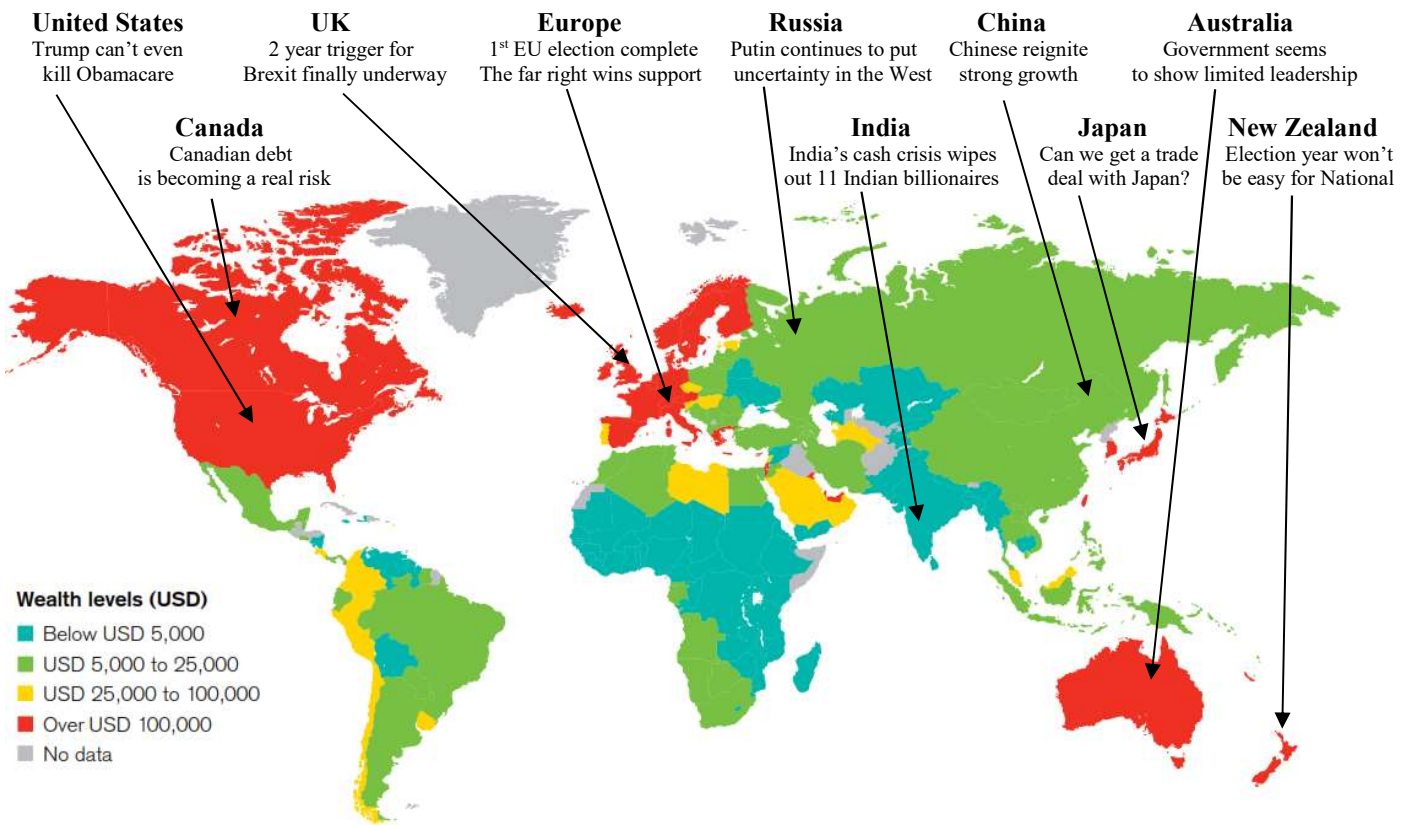 United States
Trump can’t even
kill Obamacare
UK
2 year trigger for
Brexit finally underway
Europe
1st EU election complete
The far right wins support
Russia
Putin continues to put
uncertainty in the West
China
Chinese reignite
strong growth
Australia
Government seems
to show limited leadership
Canada
Canadian debt
is becoming a real risk
India
India’s cash crisis wipes
out 11 Indian billionaires
Japan
Can we get a trade
deal with Japan?
New Zealand
Election year won’t
be easy for National
Wealth levels (USD)
Below USD 5,000
USD 5,000 to 25,000
USD 25,000 to 100,000
Over USD 100,000
No data